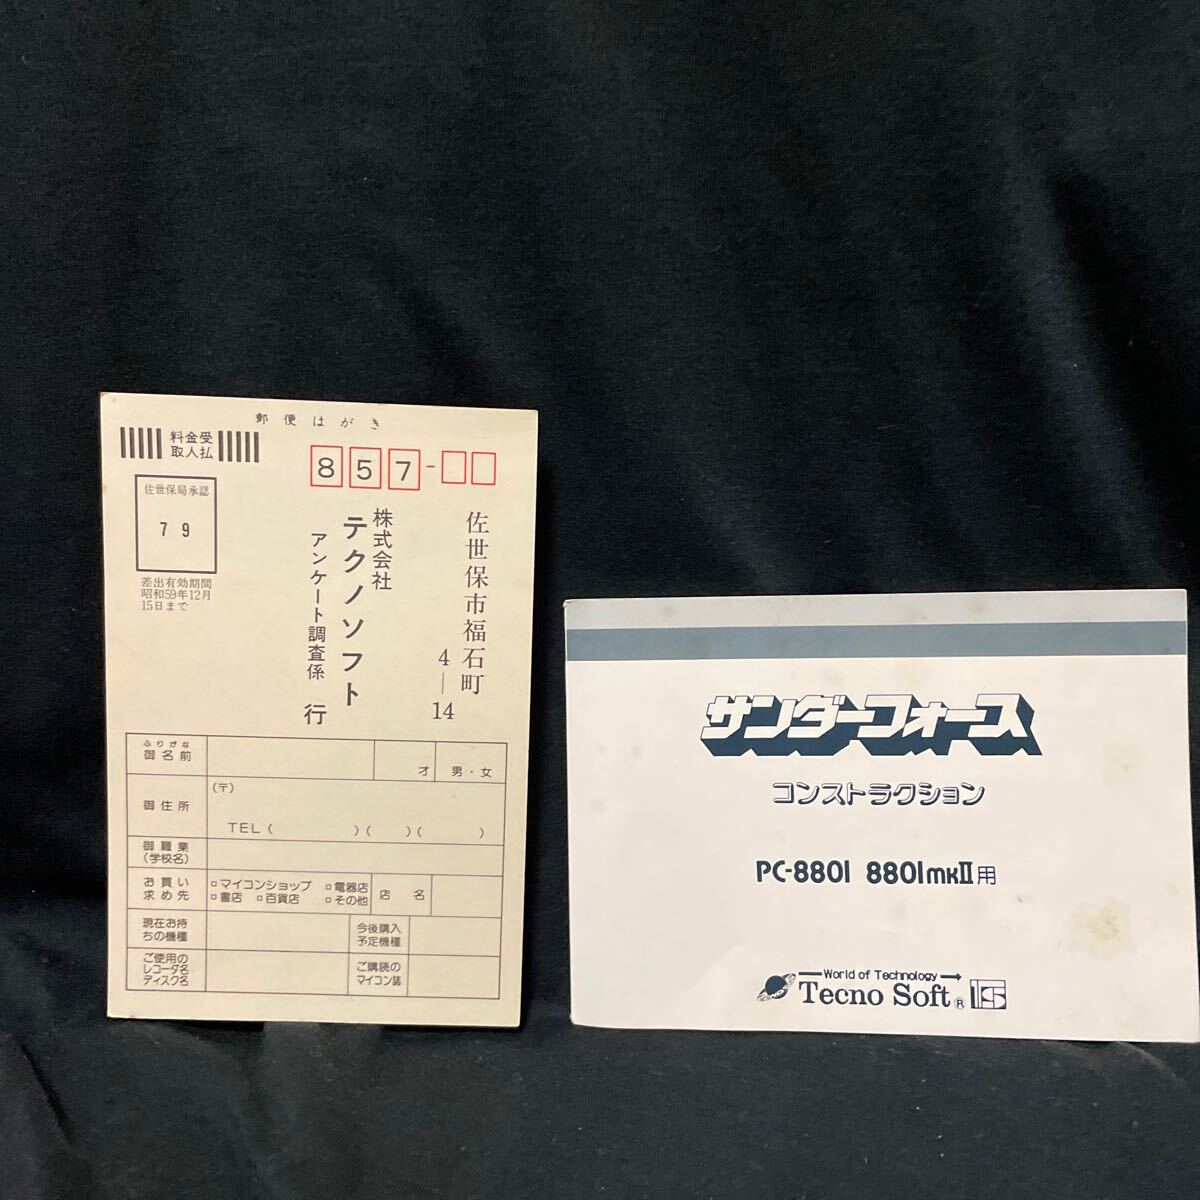 郵便はがき
料金受
取人払
佐世保局承認
79
差出有効期間
昭和59年12月
15日まで
857-
佐世保市福石町
4-14
株式会社
テクノソフト
アンケート調査係 行
ふりがな
御名前
才
男・女
御住所
(〒)
TEL( )( )( )
御職業
(学校名)
お買い
求め先
□マイコンショップ □電器店
□書店 □百貨店 □その他
店名
現在お持
ちの機種
今後購入
予定機種
ご使用の
レコーダ名
ディスク名
ご購読の
マイコン誌
サンダーフォース
コンストラクション
PC-8801 8801mkII用
World of Technology
Tecno Soft®